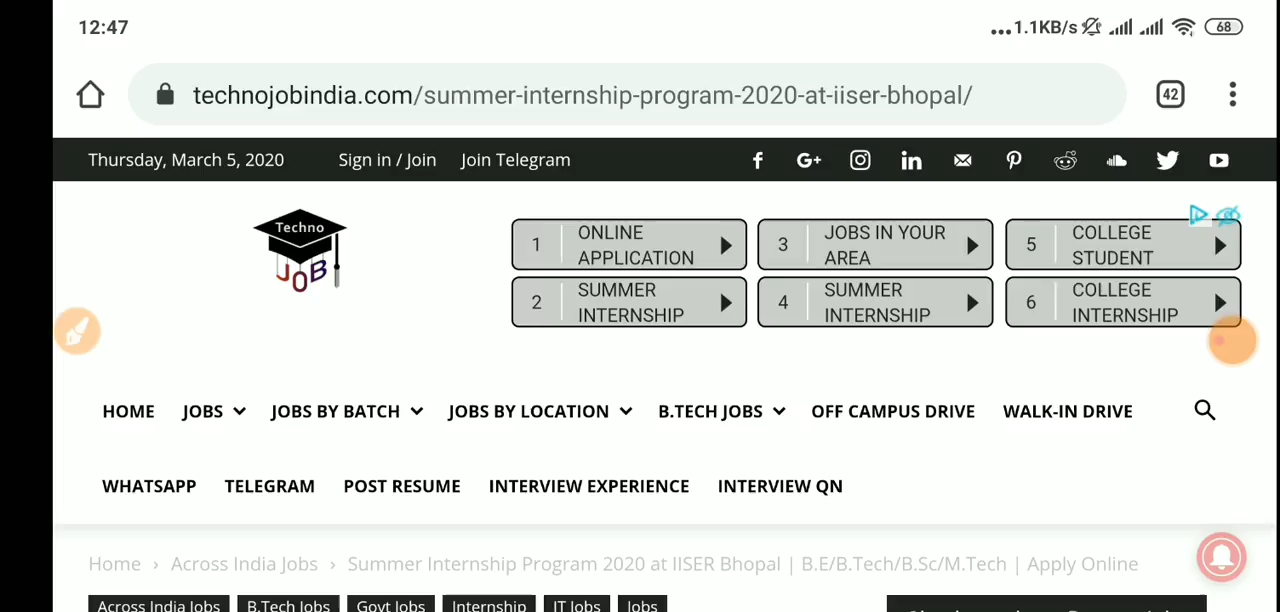 12:47
...1.1KB/s 68
technojobindia.com/summer-internship-program-2020-at-iiser-bhopal/
42
Thursday, March 5, 2020 Sign in / Join Join Telegram
f G+ in
Techno
JOB
1 ONLINE APPLICATION
3 JOBS IN YOUR AREA
5 COLLEGE STUDENT
2 SUMMER INTERNSHIP
4 SUMMER INTERNSHIP
6 COLLEGE INTERNSHIP
HOME JOBS JOBS BY BATCH JOBS BY LOCATION B.TECH JOBS OFF CAMPUS DRIVE WALK-IN DRIVE
WHATSAPP TELEGRAM POST RESUME INTERVIEW EXPERIENCE INTERVIEW QN
Home › Across India Jobs › Summer Internship Program 2020 at IISER Bhopal | B.E/B.Tech/B.Sc/M.Tech | Apply Online
Across India Jobs B.Tech Jobs Govt Jobs Internship IT Jobs Jobs